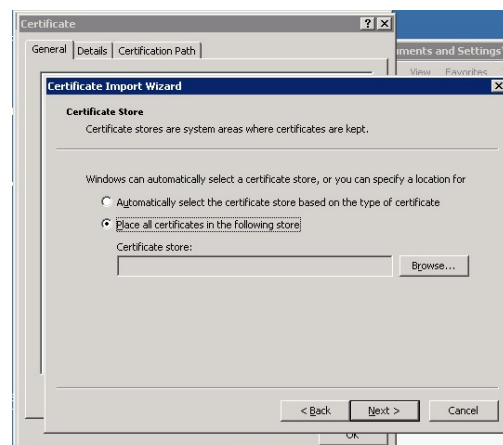 Certificate
General Details Certification Path
uments and Settings
View Favorites
Certificate Import Wizard
Certificate Store
Certificate stores are system areas where certificates are kept.
Windows can automatically select a certificate store, or you can specify a location for
Automatically select the certificate store based on the type of certificate
Place all certificates in the following store
Certificate store:
Browse...
< Back Next > Cancel
OK